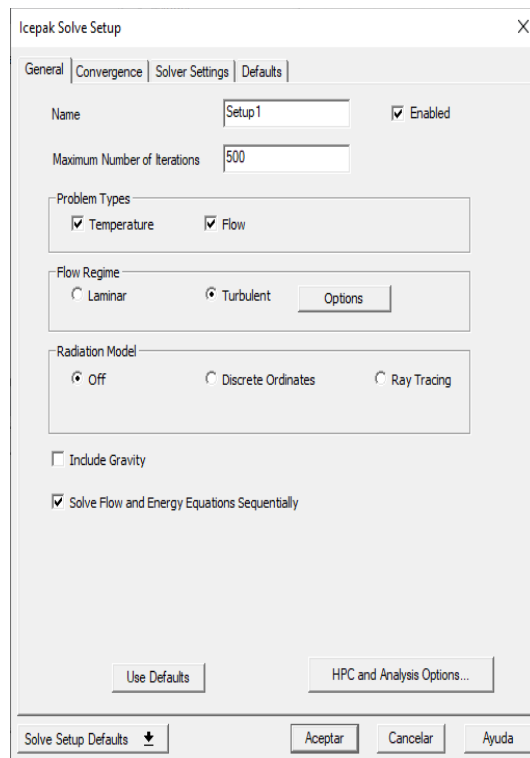 Icepak Solve Setup
General Convergence Solver Settings Defaults
Name Setup1 Enabled
Maximum Number of Iterations 500
Problem Types
Temperature Flow
Flow Regime
Laminar Turbulent Options
Radiation Model
Off Discrete Ordinates Ray Tracing
Include Gravity
Solve Flow and Energy Equations Sequentially
Use Defaults HPC and Analysis Options...
Solve Setup Defaults Aceptar Cancelar Ayuda